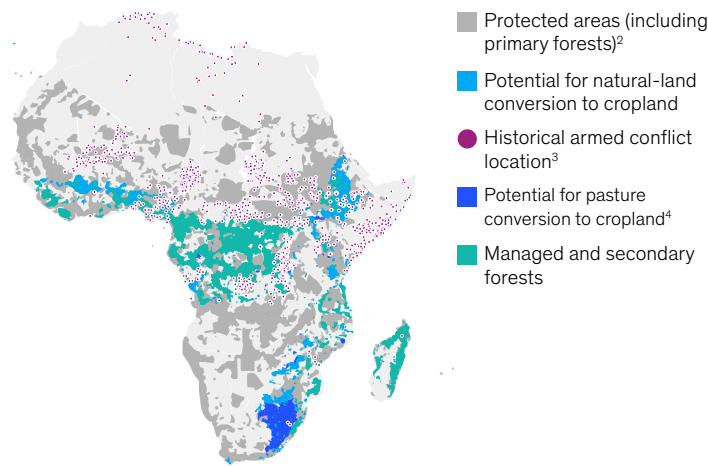 Protected areas (including
primary forests)²
Potential for natural-land
conversion to cropland
Historical armed conflict
location³
Potential for pasture
conversion to cropland⁴
Managed and secondary
forests